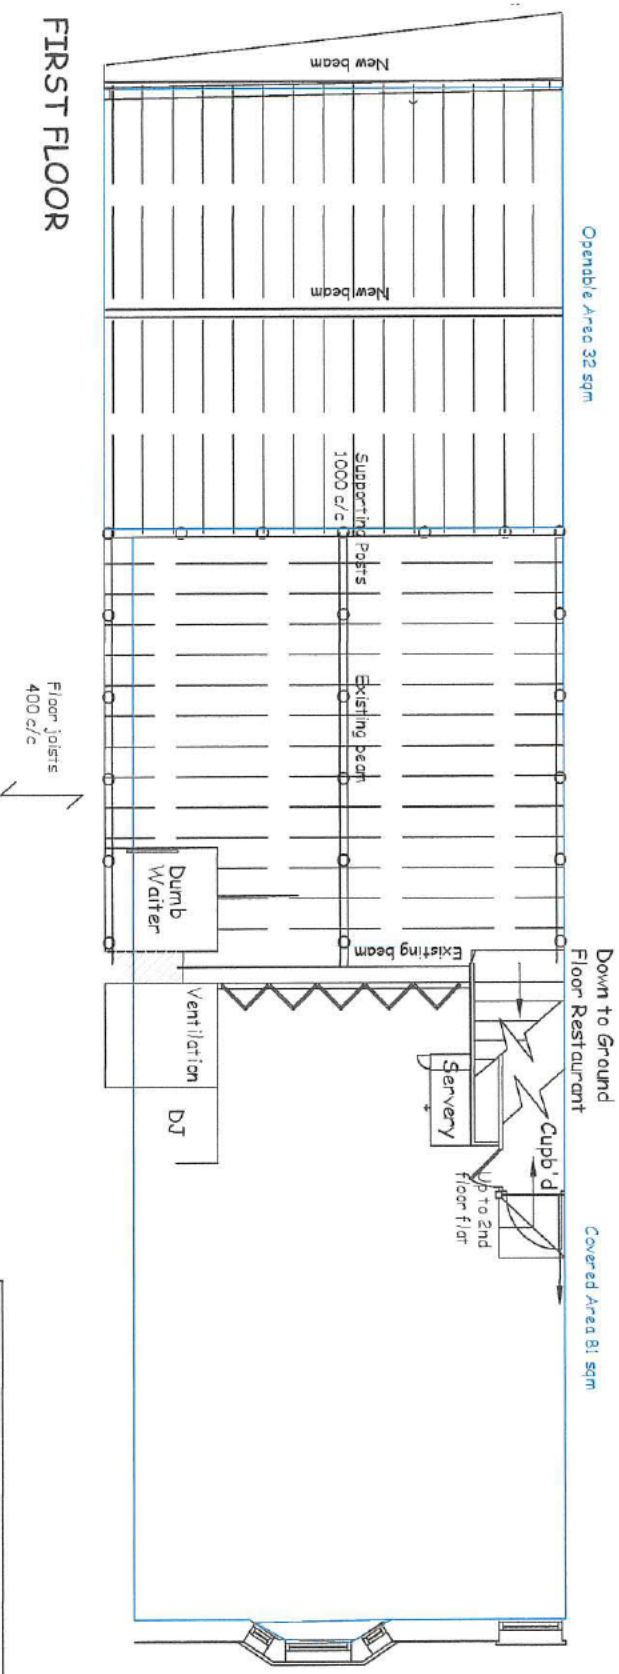 FIRST FLOOR
New beam
Openable Area 32 sqm
New beam
Supporting Posts
1000 c/c
Existing beam
Floor joists
400 c/c
Dumb
Waiter
Existing beam
Down to Ground
Floor Restaurant
Ventilation
Servery
DJ
Cupb'd
Up to 2nd
floor flat
Covered Area 81 sqm